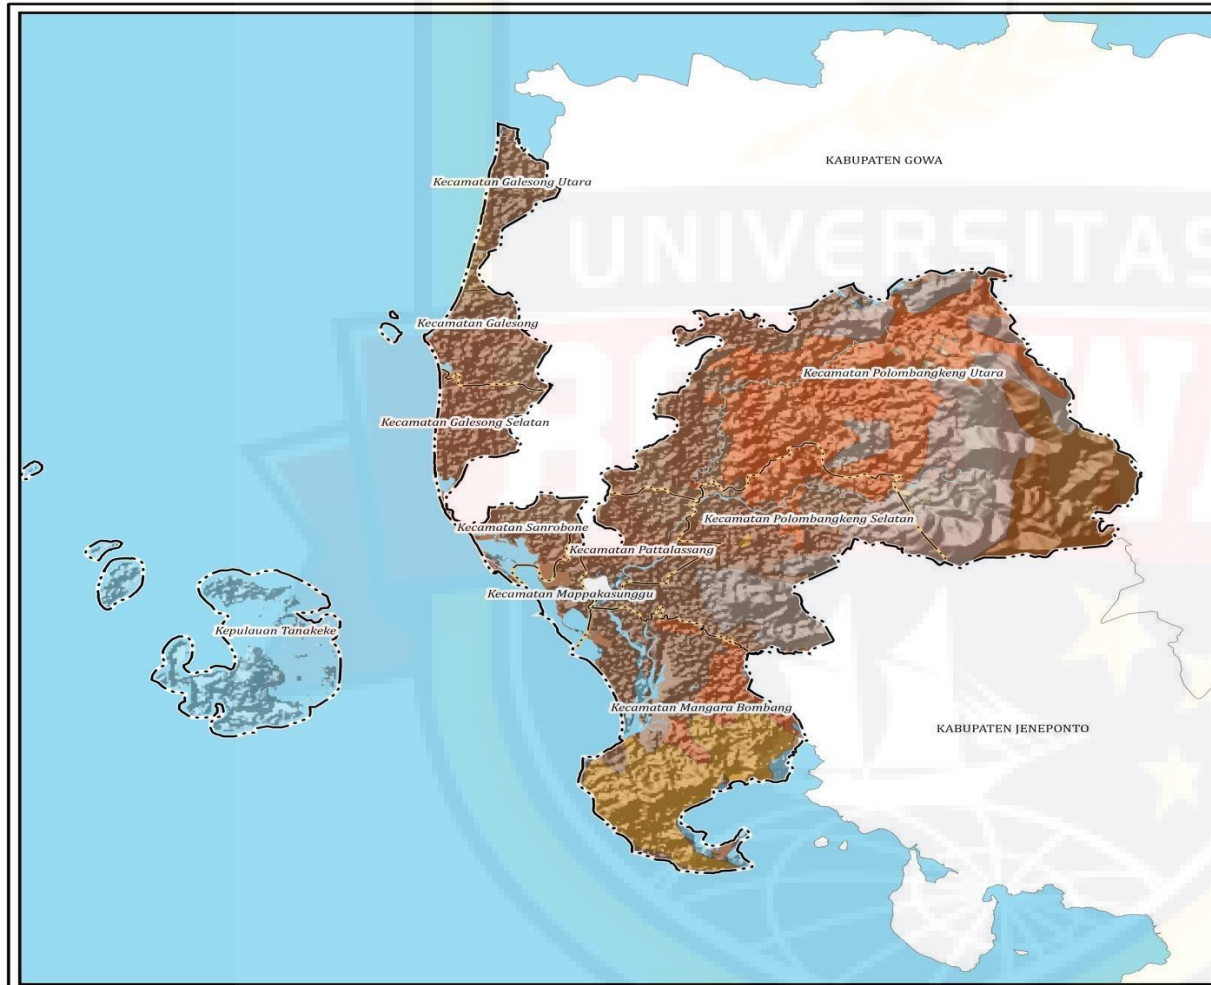 KABUPATEN GOWA
Kecamatan Galesong Utara
UNIVERSITAS
Kecamatan Galesong
Kecamatan Polombangkeng Utara
Kecamatan Galesong Selatan
Kecamatan Polombangkeng Selatan
Kecamatan Sanrobone
Kecamatan Pattalassang
Kecamatan Mappakasunggu
Kepulauan Tanakeke
Kecamatan Mangara Bombang
KABUPATEN JENEPONTO